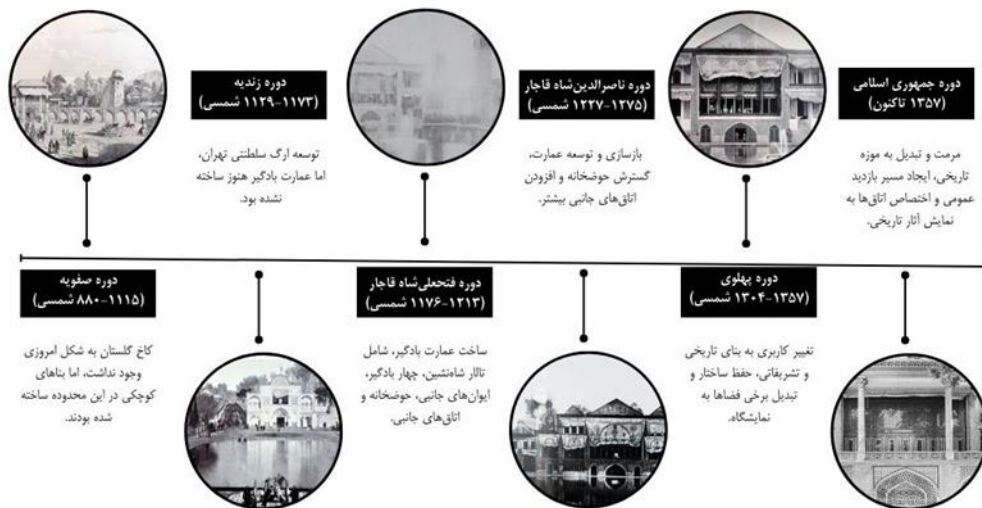 دوره صفویه
(۸۸۰-۱۱۱۵ شمسی)
کاخ گلستان به شکل امروزی
وجود نداشت، اما بناهای
کوچکی در این محدوده ساخته
شده بودند.
دوره زندیه
(۱۱۲۹-۱۱۷۳ شمسی)
توسعه ارگ سلطنتی تهران،
اما عمارت بادگیر هنوز ساخته
نشده بود.
دوره فتحعلی‌شاه قاجار
(۱۱۷۶-۱۲۱۳ شمسی)
ساخت عمارت بادگیر، شامل
تالار شاه‌نشین، چهار بادگیر،
ایوان‌های جانبی، حوضخانه و
اتاق‌های جانبی.
دوره ناصرالدین‌شاه قاجار
(۱۲۲۷-۱۲۷۵ شمسی)
بازسازی و توسعه عمارت،
گسترش حوضخانه و افزودن
اتاق‌های جانبی بیشتر.
دوره پهلوی
(۱۳۰۴-۱۳۵۷ شمسی)
تغییر کاربری به بنای تاریخی
و تشریفاتی، حفظ ساختار و
تبدیل برخی فضاها به
نمایشگاه.
دوره جمهوری اسلامی
(۱۳۵۷ تاکنون)
مرمت و تبدیل به موزه
تاریخی، ایجاد مسیر بازدید
عمومی و اختصاص اتاق‌ها به
نمایش آثار تاریخی.